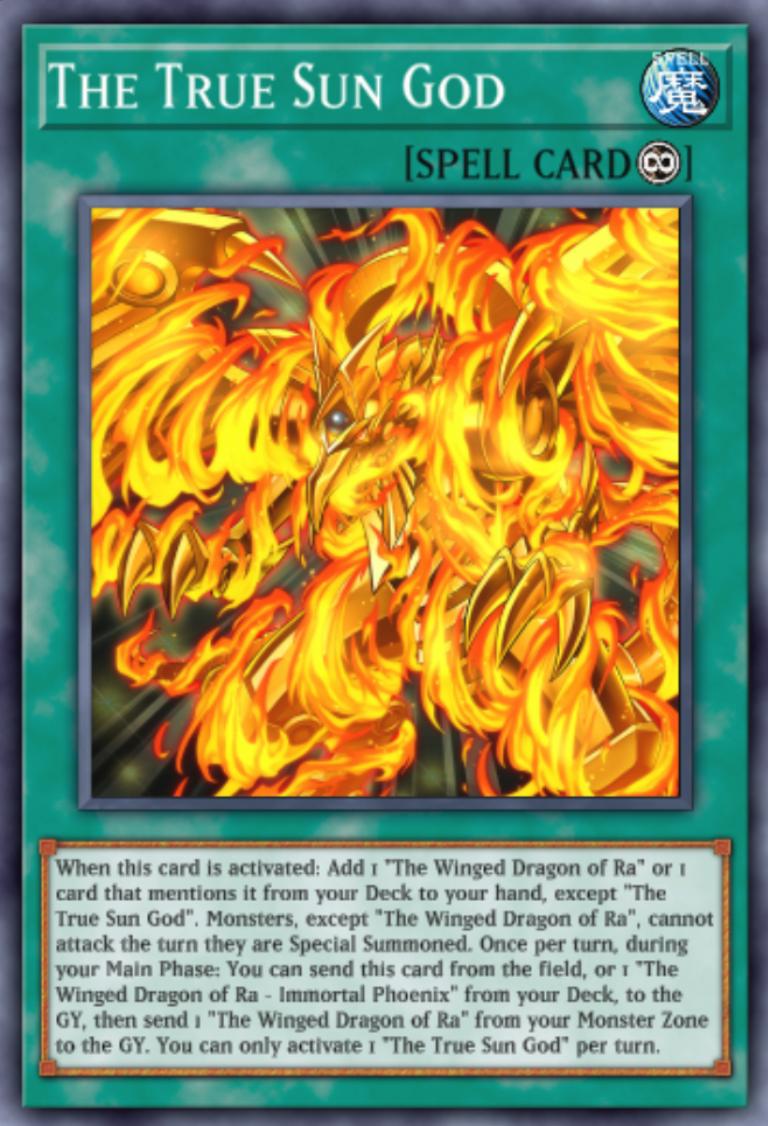 THE TRUE SUN GOD
SPELL
魔
[SPELL CARD ∞]
When this card is activated: Add 1 "The Winged Dragon of Ra" or 1
card that mentions it from your Deck to your hand, except "The
True Sun God". Monsters, except "The Winged Dragon of Ra", cannot
attack the turn they are Special Summoned. Once per turn, during
your Main Phase: You can send this card from the field, or 1 "The
Winged Dragon of Ra - Immortal Phoenix" from your Deck, to the
GY, then send 1 "The Winged Dragon of Ra" from your Monster Zone
to the GY. You can only activate 1 "The True Sun God" per turn.